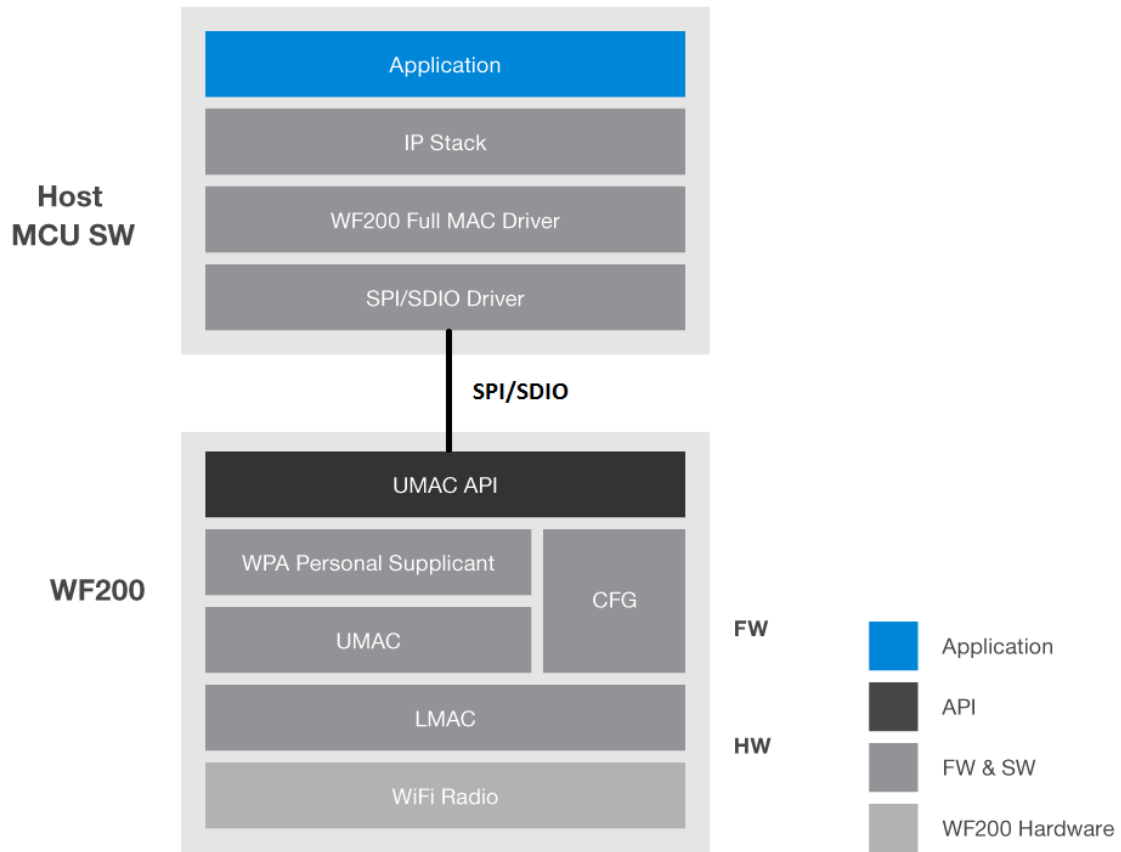 Application
IP Stack
Host
MCU SW
WF200 Full MAC Driver
SPI/SDIO Driver
SPI/SDIO
UMAC API
WPA Personal Supplicant
CFG
WF200
UMAC
FW
LMAC
HW
WiFi Radio
Application
API
FW & SW
WF200 Hardware